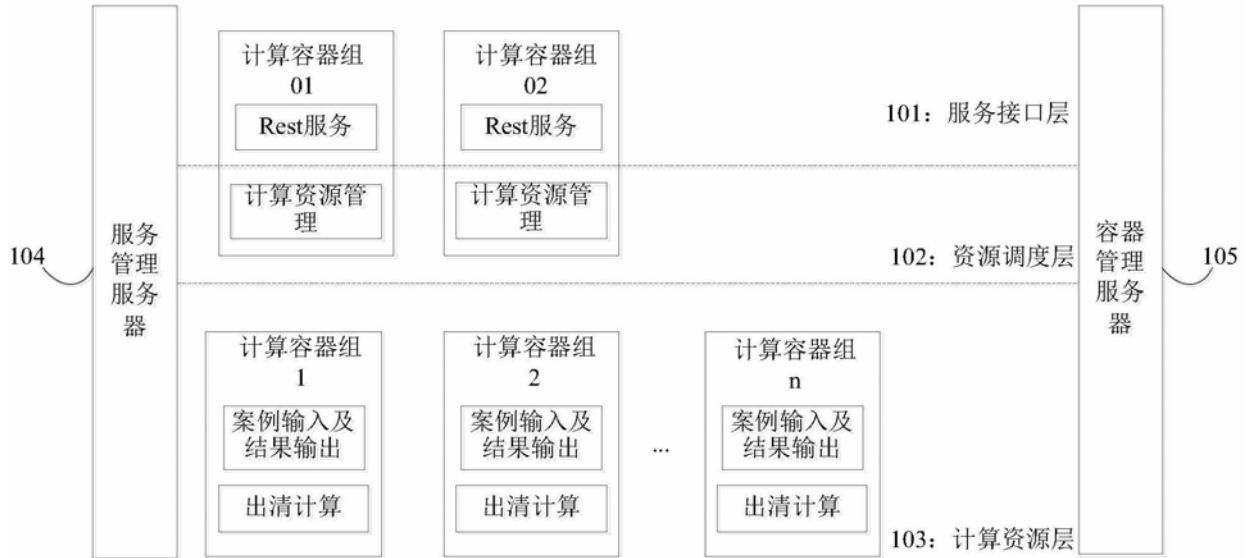 计算容器组
01
Rest服务
计算资源管
理
计算容器组
02
Rest服务
计算资源管
理
101：服务接口层
102：资源调度层
104
服务
管理
服务
器
容器
管理
服务
器
105
计算容器组
1
案例输入及
结果输出
出清计算
计算容器组
2
案例输入及
结果输出
出清计算
...
计算容器组
n
案例输入及
结果输出
出清计算
103：计算资源层